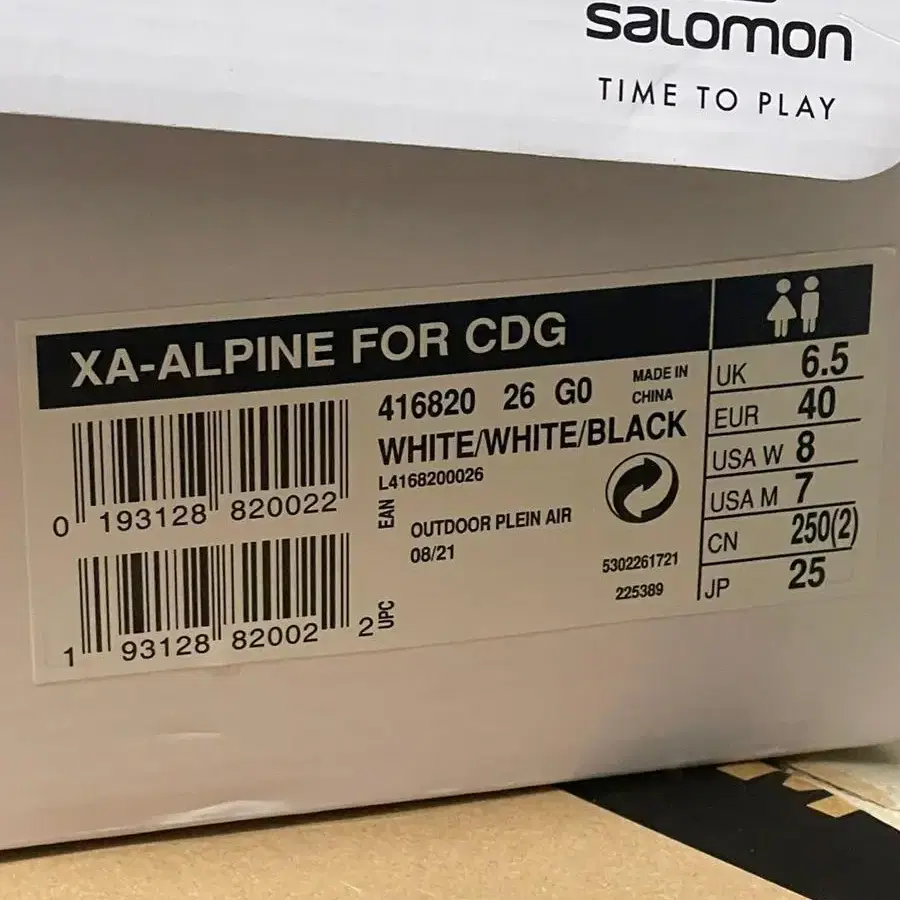 salomon
TIME TO PLAY
XA-ALPINE FOR CDG
416820 26 G0
MADE IN
CHINA
WHITE/WHITE/BLACK
L4168200026
EAN
0 193128 820022
OUTDOOR PLEIN AIR
08/21
5302261721
225389
UPC
1 93128 82002 2
UK 6.5
EUR 40
USA W 8
USA M 7
CN 250(2)
JP 25